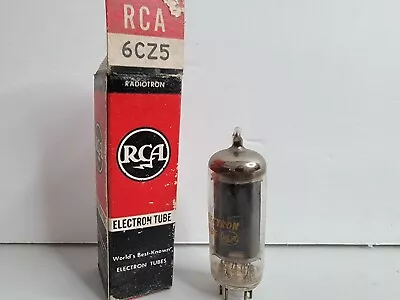 RCA
6CZ5
RADIOTRON
RCA
ELECTRON TUBE
World's Best-Known
ELECTRON TUBES